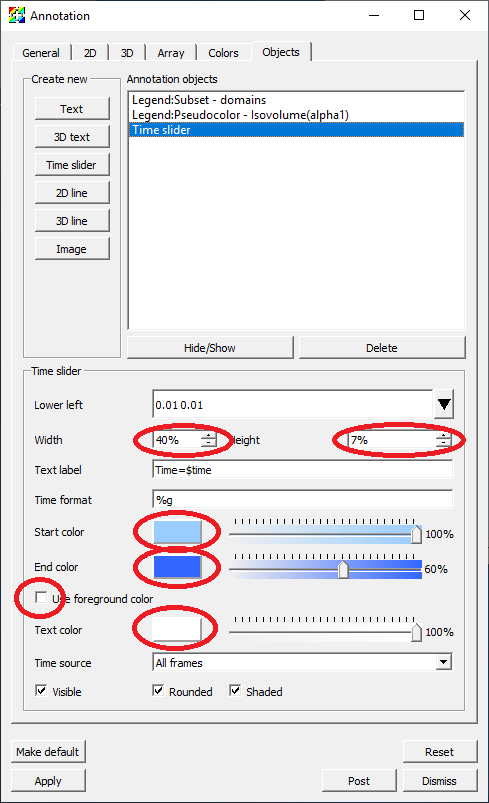 Annotation
General 2D 3D Array Colors Objects
Create new
Text
3D text
Time slider
2D line
3D line
Image
Annotation objects
Legend:Subset - domains
Legend:Pseudocolor - Isovolume(alpha1)
Time slider
Hide/Show Delete
Time slider
Lower left 0.01 0.01
Width 40% Height 7%
Text label Time=$time
Time format %g
Start color 100%
End color 60%
Use foreground color
Text color 100%
Time source All frames
Visible Rounded Shaded
Make default Reset
Apply Post Dismiss